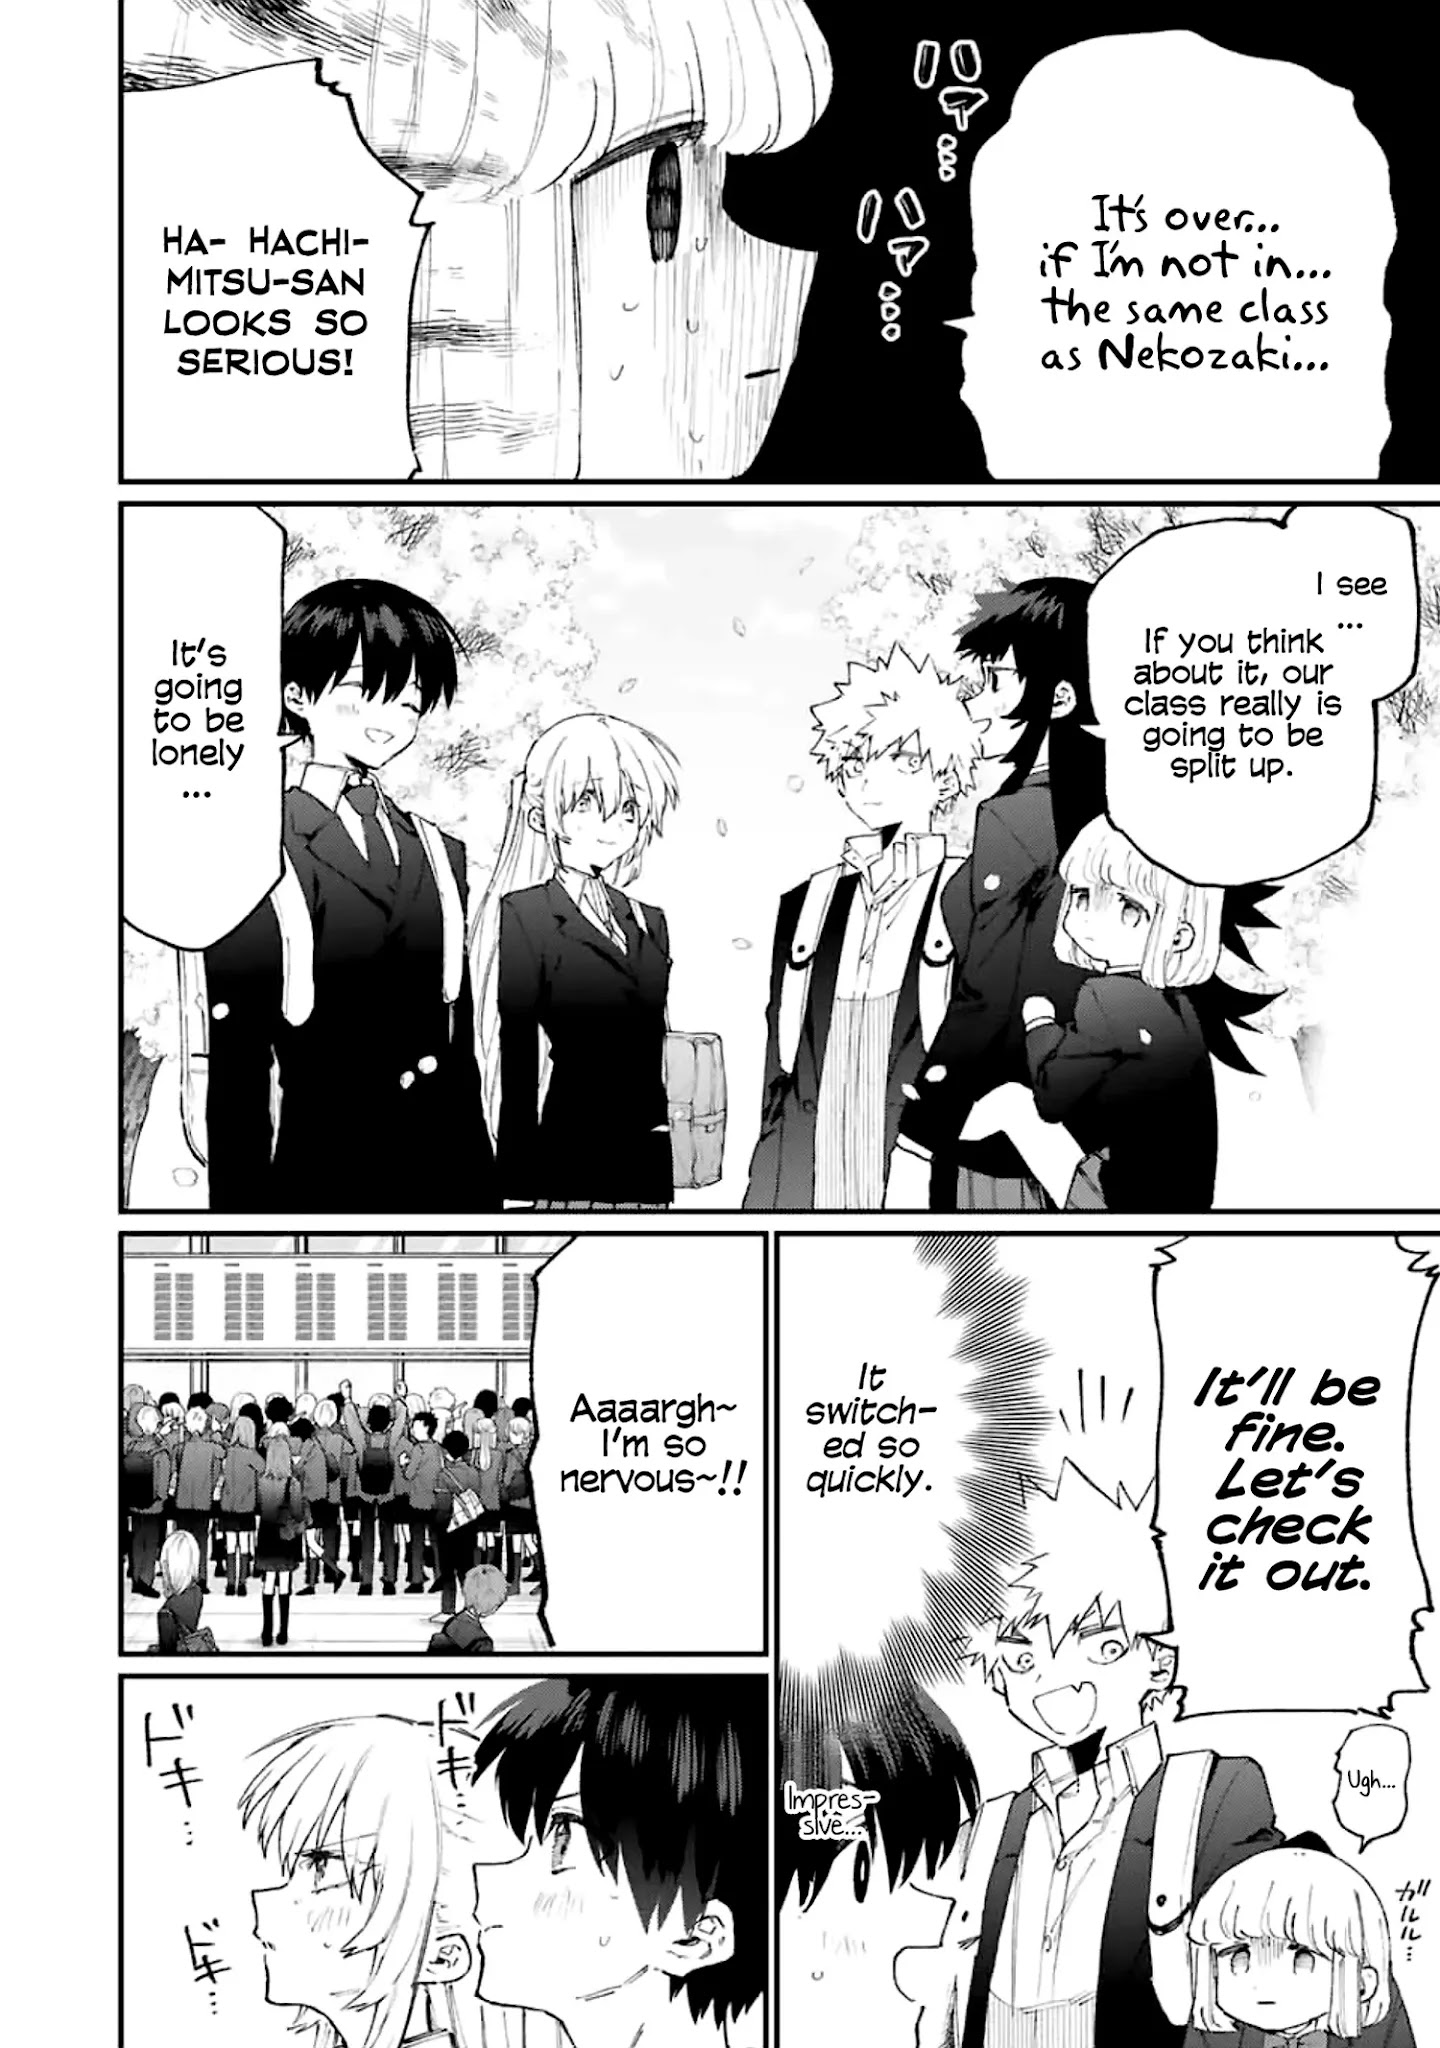 It's over...
if I'm not in...
the same class
as Nekozaki...
ハァ…
ハァ…
HA- HACHI-
MITSU-SAN
LOOKS SO
SERIOUS!
I see
...
If you think
about it, our
class really is
going to be
split up.
It's
going
to be
lonely
...
It'll be
fine.
Let's
check
it out.
It
switch-
ed so
quickly.
Ugh...
ガルルル…
Impres-
sive...
Aaaargh~
I'm so
nervous~!!
ドキ…
ドキ…
ドキ…